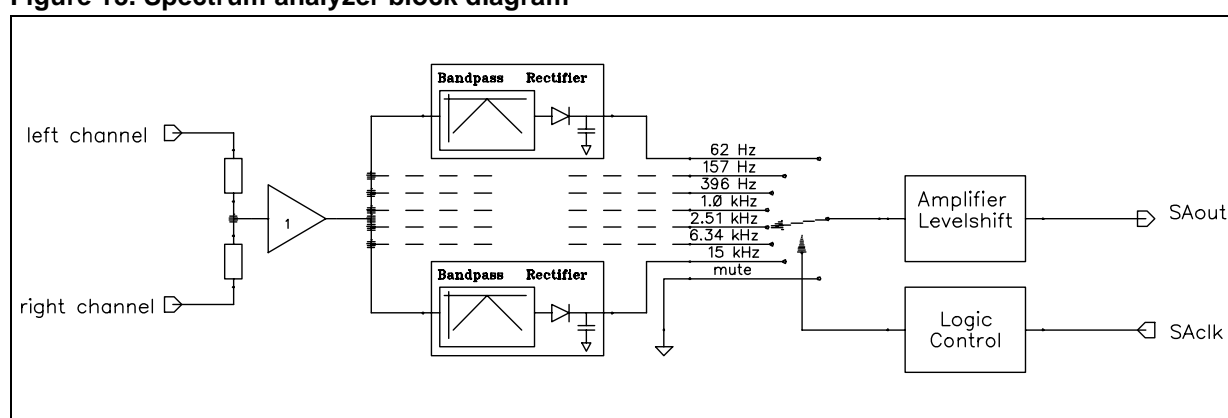 Figure 18. Spectrum analyzer block diagram
Bandpass Rectifier
left channel
62 Hz
157 Hz
396 Hz
1.0 kHz
2.51 kHz
6.34 kHz
15 kHz
mute
1
Amplifier
Levelshift
SAout
Bandpass Rectifier
right channel
Logic
Control
SAclk